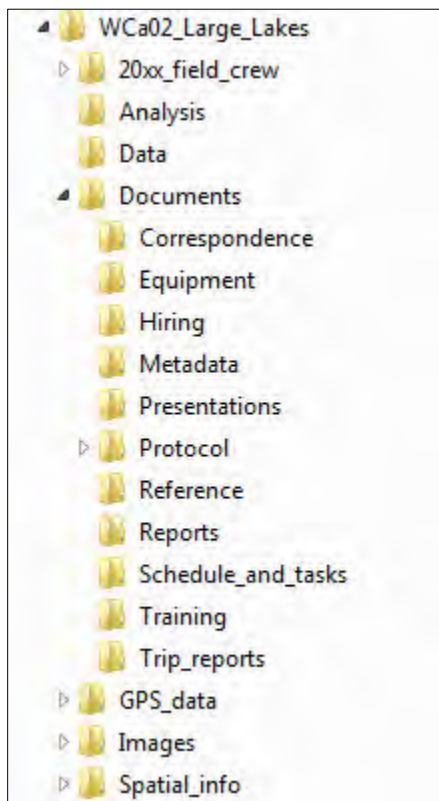 WCa02_Large_Lakes
20xx_field_crew
Analysis
Data
Documents
Correspondence
Equipment
Hiring
Metadata
Presentations
Protocol
Reference
Reports
Schedule_and_tasks
Training
Trip_reports
GPS_data
Images
Spatial_info